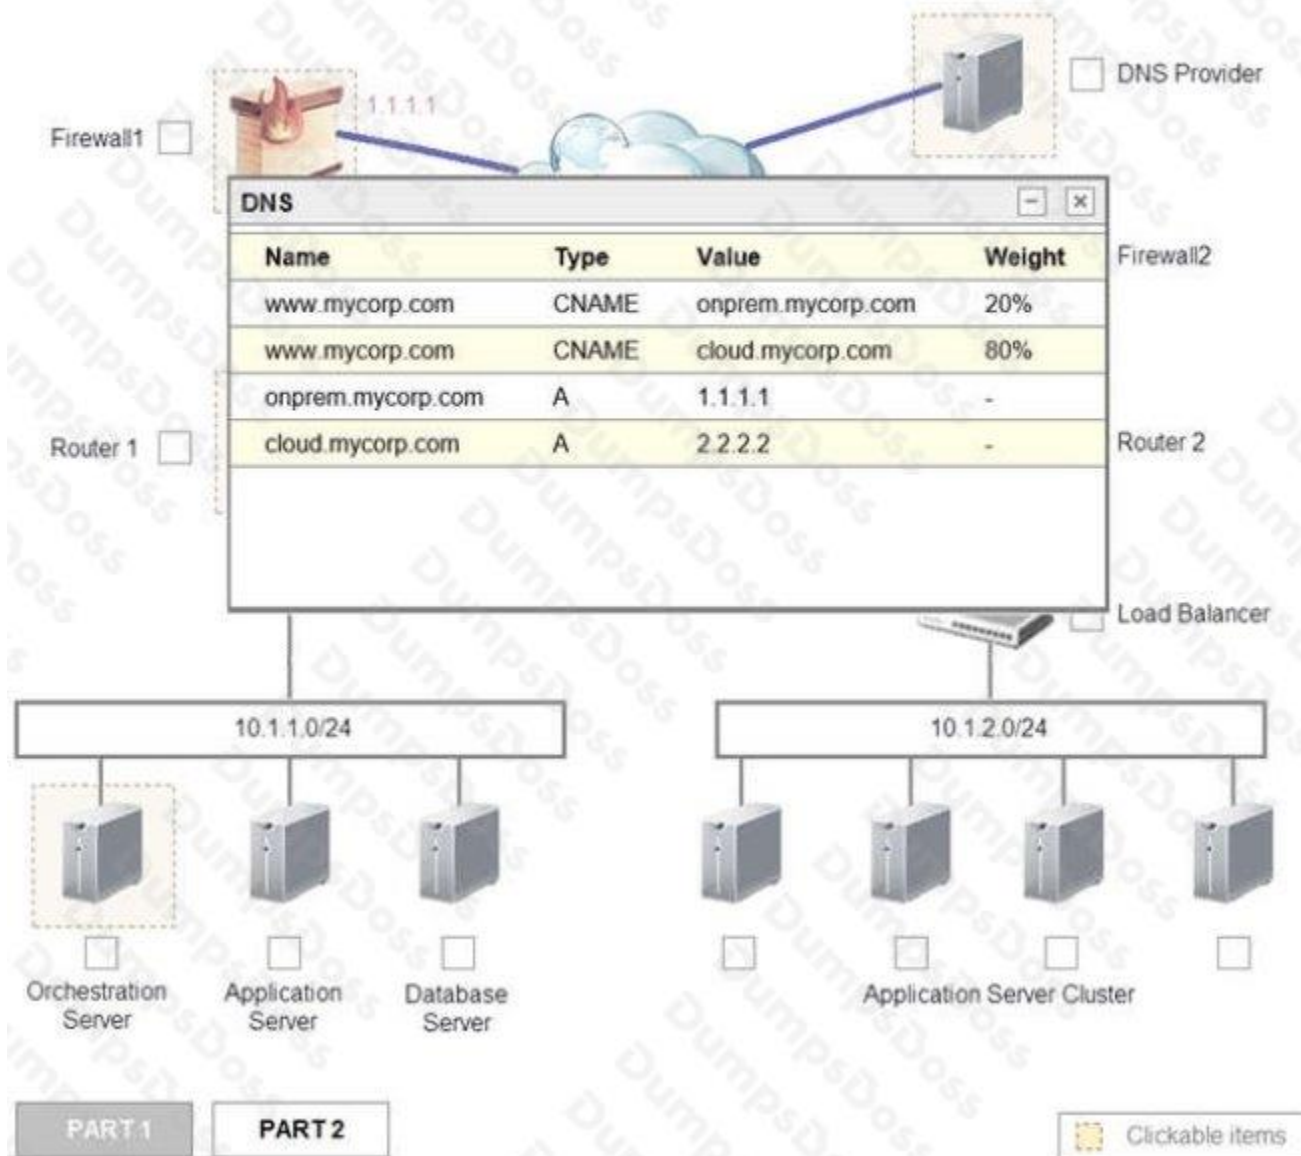 DNS Provider
1.1.1.1
Firewall1
DNS
Name Type Value Weight
Firewall2
www.mycorp.com CNAME onprem.mycorp.com 20%
www.mycorp.com CNAME cloud.mycorp.com 80%
onprem.mycorp.com A 1.1.1.1 -
cloud.mycorp.com A 2.2.2.2 -
Router 1
Router 2
Load Balancer
10.1.1.0/24
10.1.2.0/24
Orchestration
Server
Application
Server
Database
Server
Application Server Cluster
PART 1
PART 2
Clickable items
DumpsDoss